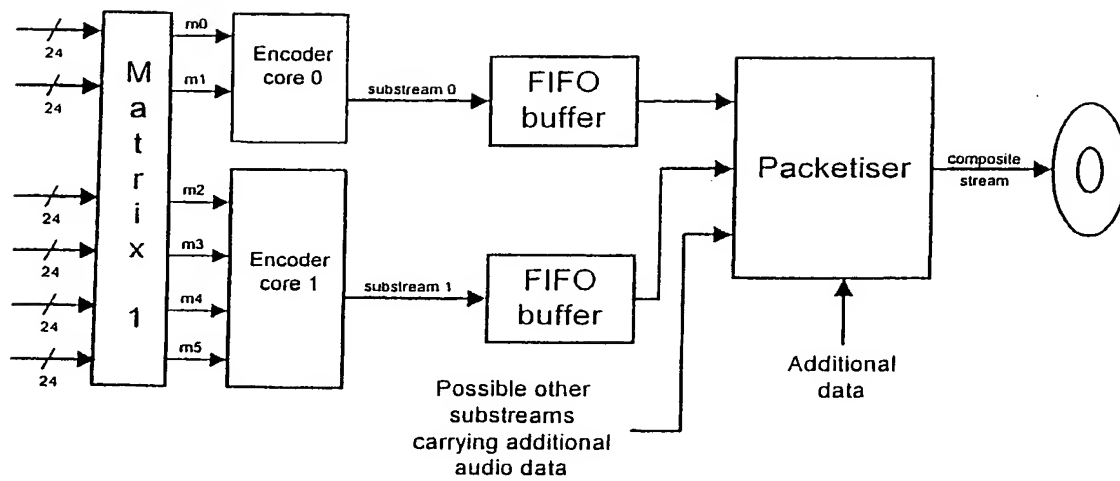 24
24
24
24
24
24
Matrix 1
m0
m1
m2
m3
m4
m5
Encoder
core 0
Encoder
core 1
substream 0
substream 1
FIFO
buffer
FIFO
buffer
Possible other
substreams
carrying additional
audio data
Packetiser
Additional
data
composite
stream